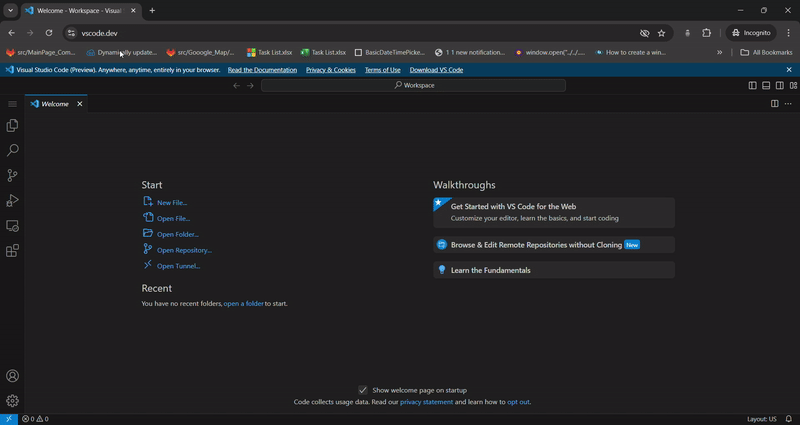 Welcome - Workspace - Visual
vscode.dev
Incognito
src/MainPage_Com...
Dynamically update...
src/Gooogle_Map/...
Task List.xlsx
Task List.xlsx
BasicDateTimePicke...
1 1 new notification...
window.open("../../.....
How to create a win...
All Bookmarks
Visual Studio Code (Preview). Anywhere, anytime, entirely in your browser. Read the Documentation Privacy & Cookies Terms of Use Download VS Code
Workspace
Welcome
Start
New File...
Open File...
Open Folder...
Open Repository...
Open Tunnel...
Recent
You have no recent folders, open a folder to start.
Walkthroughs
Get Started with VS Code for the Web
Customize your editor, learn the basics, and start coding
Browse & Edit Remote Repositories without Cloning New
Learn the Fundamentals
Show welcome page on startup
Code collects usage data. Read our privacy statement and learn how to opt out.
0 0
Layout: US